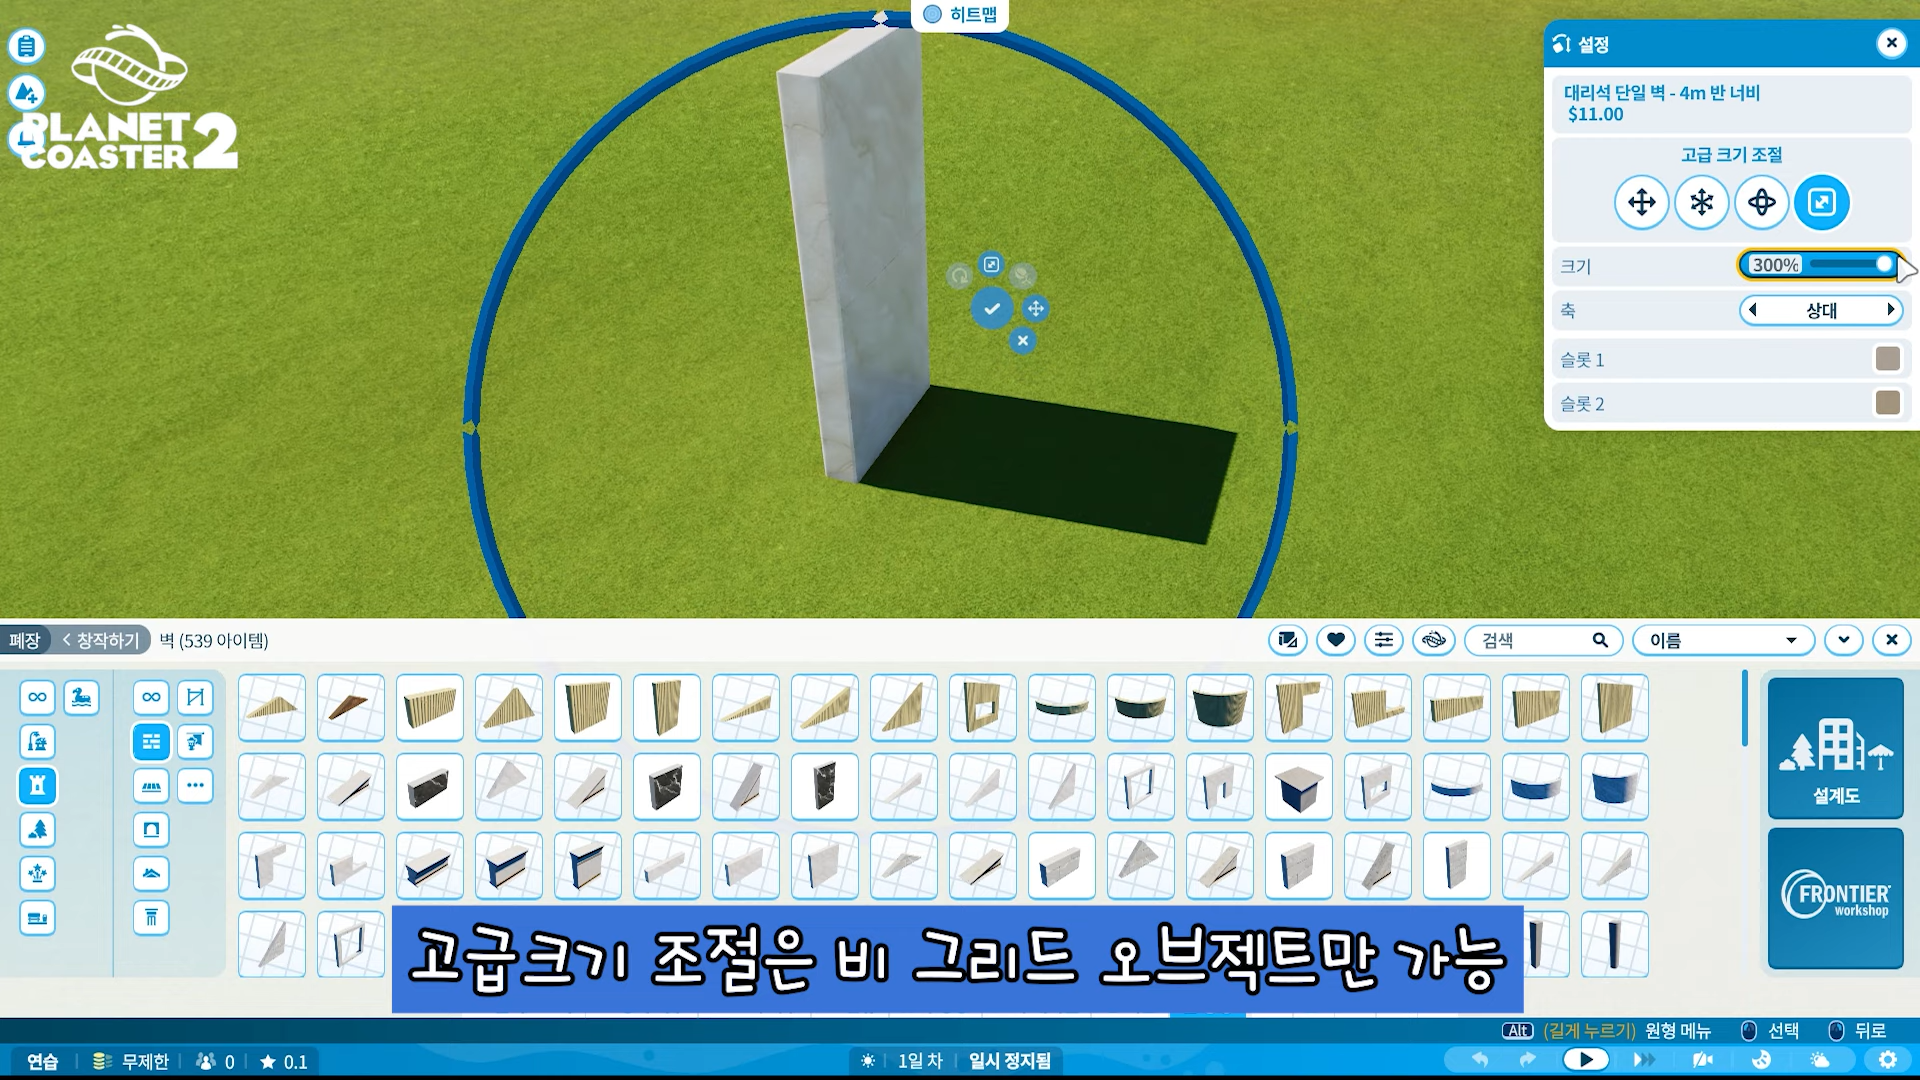 히트맵
PLANET
COASTER 2
설정
대리석 단일 벽 - 4m 반 너비
$11.00
고급 크기 조절
크기
300%
축
상대
슬롯 1
슬롯 2
폐장
창작하기
벽 (539 아이템)
검색
이름
설계도
FRONTIER
workshop
고급크기 조절은 비 그리드 오브젝트만 가능
Alt (길게 누르기) 원형 메뉴
선택
뒤로
연습
무제한
0
0.1
1일 차
일시 정지됨